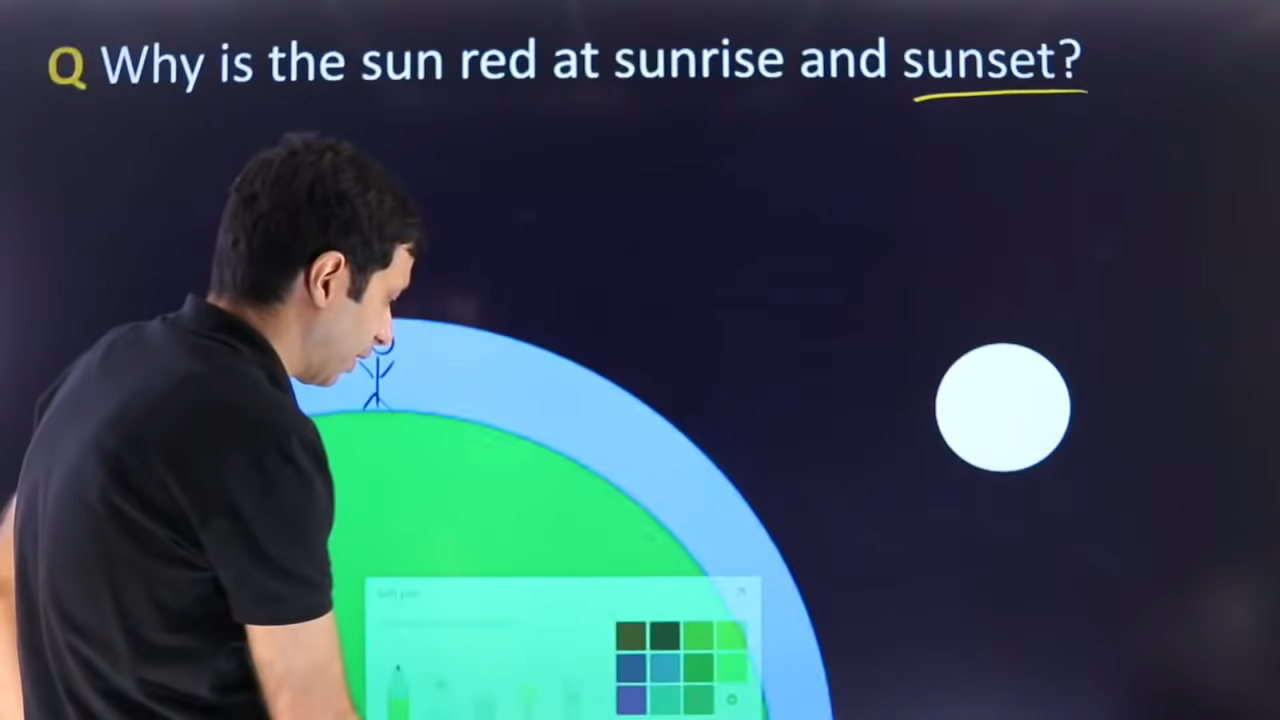 Q Why is the sun red at sunrise and sunset?